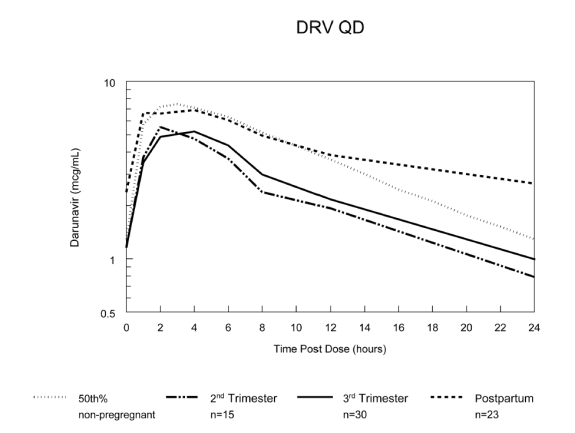 DRV QD
10
1
0.5
Darunavir (mcg/mL)
0 2 4 6 8 10 12 14 16 18 20 22 24
Time Post Dose (hours)
50th% 2nd Trimester 3rd Trimester Postpartum
non-pregregnant n=15 n=30 n=23